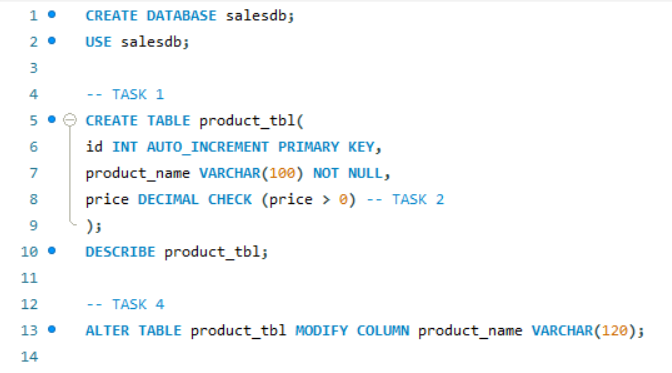 1 CREATE DATABASE salesdb;
2 USE salesdb;
3
4 -- TASK 1
5 CREATE TABLE product_tbl(
6 id INT AUTO_INCREMENT PRIMARY KEY,
7 product_name VARCHAR(100) NOT NULL,
8 price DECIMAL CHECK (price > 0) -- TASK 2
9 );
10 DESCRIBE product_tbl;
11
12 -- TASK 4
13 ALTER TABLE product_tbl MODIFY COLUMN product_name VARCHAR(120);
14